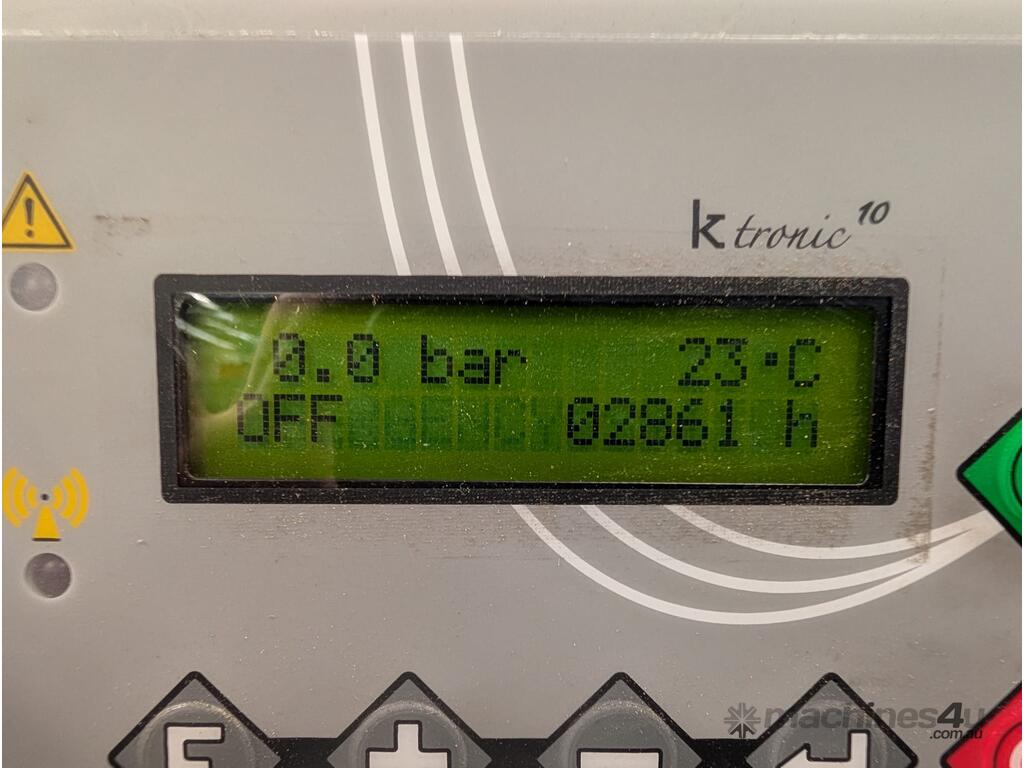 K tronic 10
0.0 bar 23°C
OFF 02861 h
F + -
machines4u
.com.au